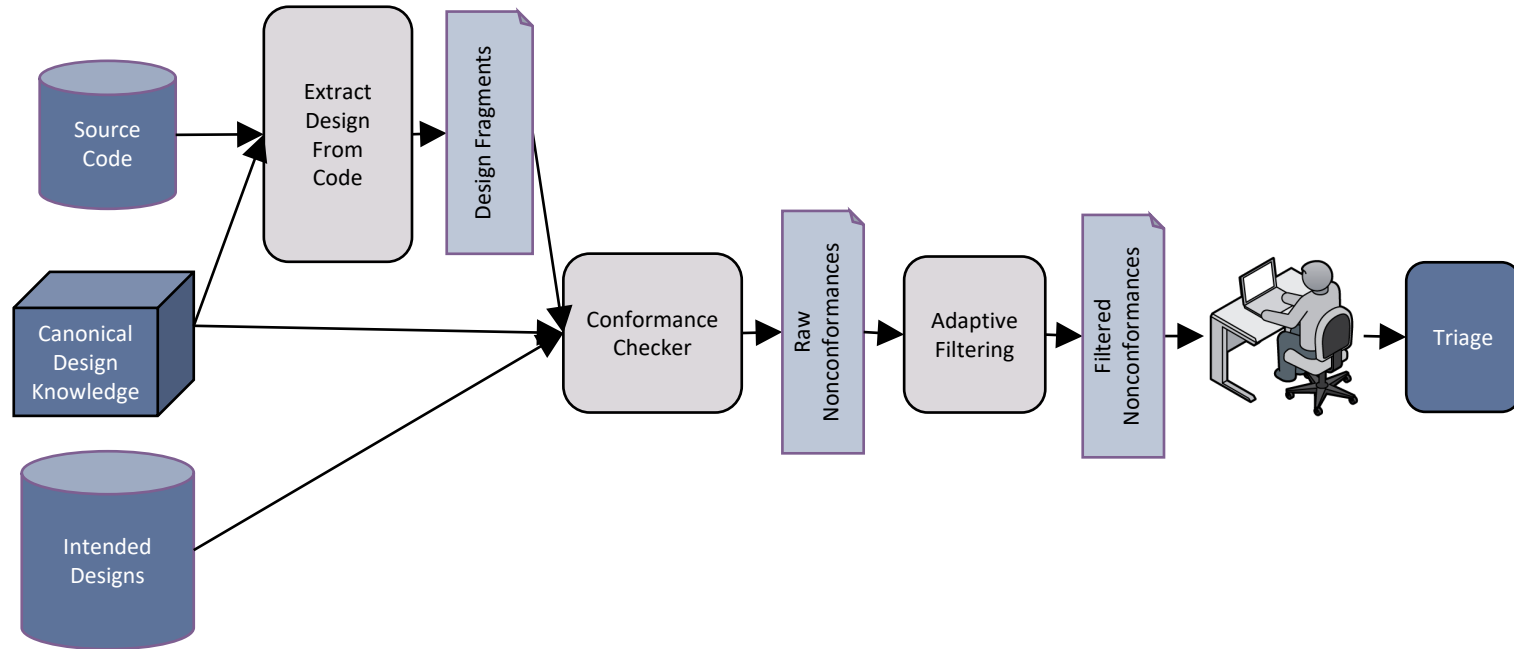 Source
Code
Extract
Design
From
Code
Design Fragments
Canonical
Design
Knowledge
Intended
Designs
Conformance
Checker
Raw
Nonconformances
Adaptive
Filtering
Filtered
Nonconformances
Triage